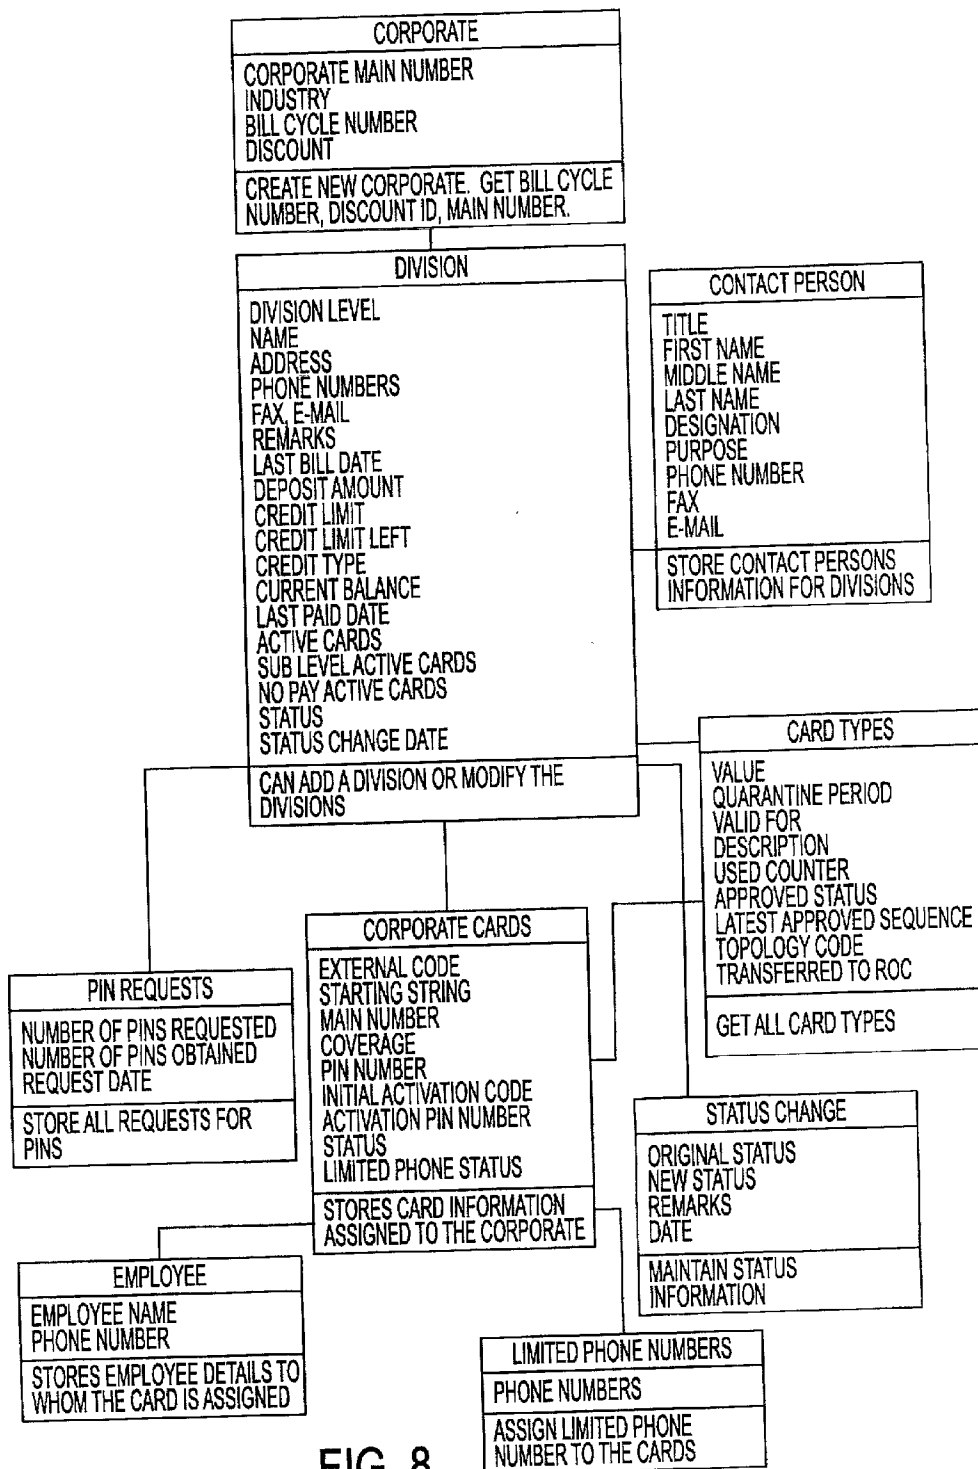 CORPORATE
CORPORATE MAIN NUMBER
INDUSTRY
BILL CYCLE NUMBER
DISCOUNT
CREATE NEW CORPORATE. GET BILL CYCLE
NUMBER, DISCOUNT ID, MAIN NUMBER.
DIVISION
DIVISION LEVEL
NAME
ADDRESS
PHONE NUMBERS
FAX, E-MAIL
REMARKS
LAST BILL DATE
DEPOSIT AMOUNT
CREDIT LIMIT
CREDIT LIMIT LEFT
CREDIT TYPE
CURRENT BALANCE
LAST PAID DATE
ACTIVE CARDS
SUB LEVEL ACTIVE CARDS
NO PAY ACTIVE CARDS
STATUS
STATUS CHANGE DATE
CAN ADD A DIVISION OR MODIFY THE
DIVISIONS
CONTACT PERSON
TITLE
FIRST NAME
MIDDLE NAME
LAST NAME
DESIGNATION
PURPOSE
PHONE NUMBER
FAX
E-MAIL
STORE CONTACT PERSONS
INFORMATION FOR DIVISIONS
CARD TYPES
VALUE
QUARANTINE PERIOD
VALID FOR
DESCRIPTION
USED COUNTER
APPROVED STATUS
LATEST APPROVED SEQUENCE
TOPOLOGY CODE
TRANSFERRED TO ROC
GET ALL CARD TYPES
CORPORATE CARDS
EXTERNAL CODE
STARTING STRING
MAIN NUMBER
COVERAGE
PIN NUMBER
INITIAL ACTIVATION CODE
ACTIVATION PIN NUMBER
STATUS
LIMITED PHONE STATUS
STORES CARD INFORMATION
ASSIGNED TO THE CORPORATE
PIN REQUESTS
NUMBER OF PINS REQUESTED
NUMBER OF PINS OBTAINED
REQUEST DATE
STORE ALL REQUESTS FOR
PINS
STATUS CHANGE
ORIGINAL STATUS
NEW STATUS
REMARKS
DATE
MAINTAIN STATUS
INFORMATION
EMPLOYEE
EMPLOYEE NAME
PHONE NUMBER
STORES EMPLOYEE DETAILS TO
WHOM THE CARD IS ASSIGNED
LIMITED PHONE NUMBERS
PHONE NUMBERS
ASSIGN LIMITED PHONE
NUMBER TO THE CARDS
FIG. 8